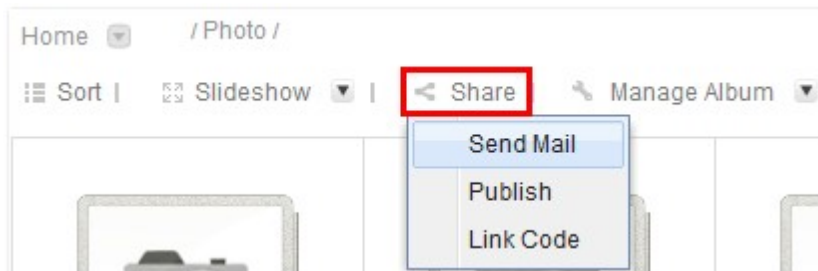 Home / Photo /
Sort | Slideshow | Share | Manage Album
Send Mail
Publish
Link Code